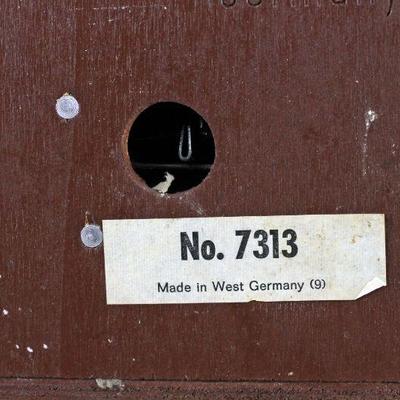 No. 7313
Made in West Germany (9)